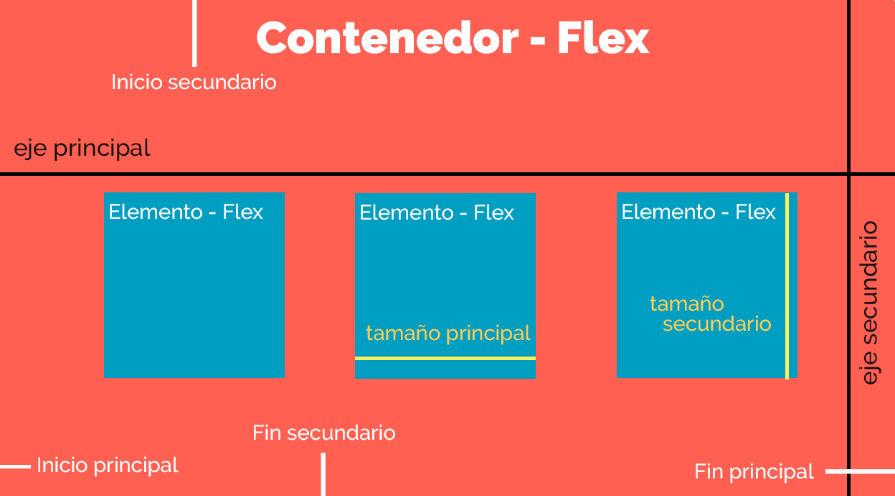 Contenedor - Flex
Inicio secundario
eje principal
Elemento - Flex
Elemento - Flex
tamaño principal
Elemento - Flex
tamaño
secundario
eje secundario
Fin secundario
Inicio principal
Fin principal